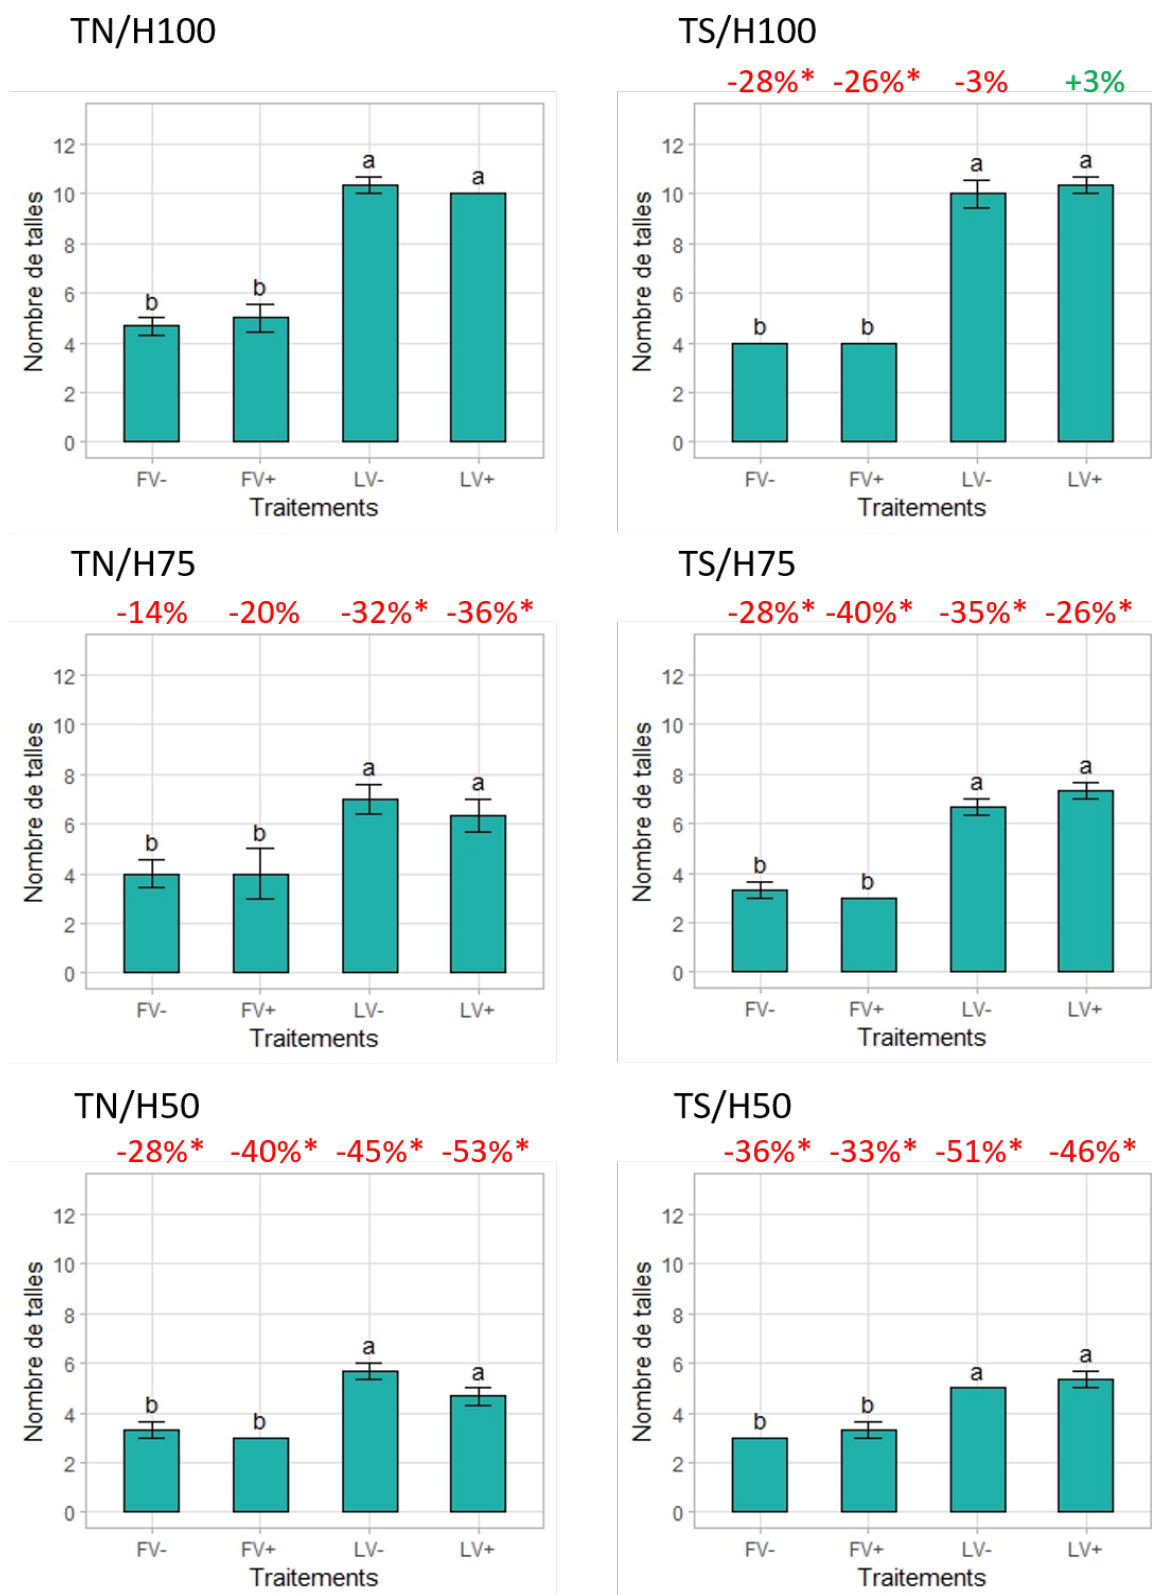 TN/H100
12
10
8
6
4
2
0
Nombre de talles
b
b
a
a
FV-
FV+
LV-
LV+
Traitements
TS/H100
-28%* -26%* -3% +3%
12
10
8
6
4
2
0
Nombre de talles
b
b
a
a
FV-
FV+
LV-
LV+
Traitements
TN/H75
-14% -20% -32%* -36%*
12
10
8
6
4
2
0
Nombre de talles
b
b
a
a
FV-
FV+
LV-
LV+
Traitements
TS/H75
-28%* -40%* -35%* -26%*
12
10
8
6
4
2
0
Nombre de talles
b
b
a
a
FV-
FV+
LV-
LV+
Traitements
TN/H50
-28%* -40%* -45%* -53%*
12
10
8
6
4
2
0
Nombre de talles
b
b
a
a
FV-
FV+
LV-
LV+
Traitements
TS/H50
-36%* -33%* -51%* -46%*
12
10
8
6
4
2
0
Nombre de talles
b
b
a
a
FV-
FV+
LV-
LV+
Traitements